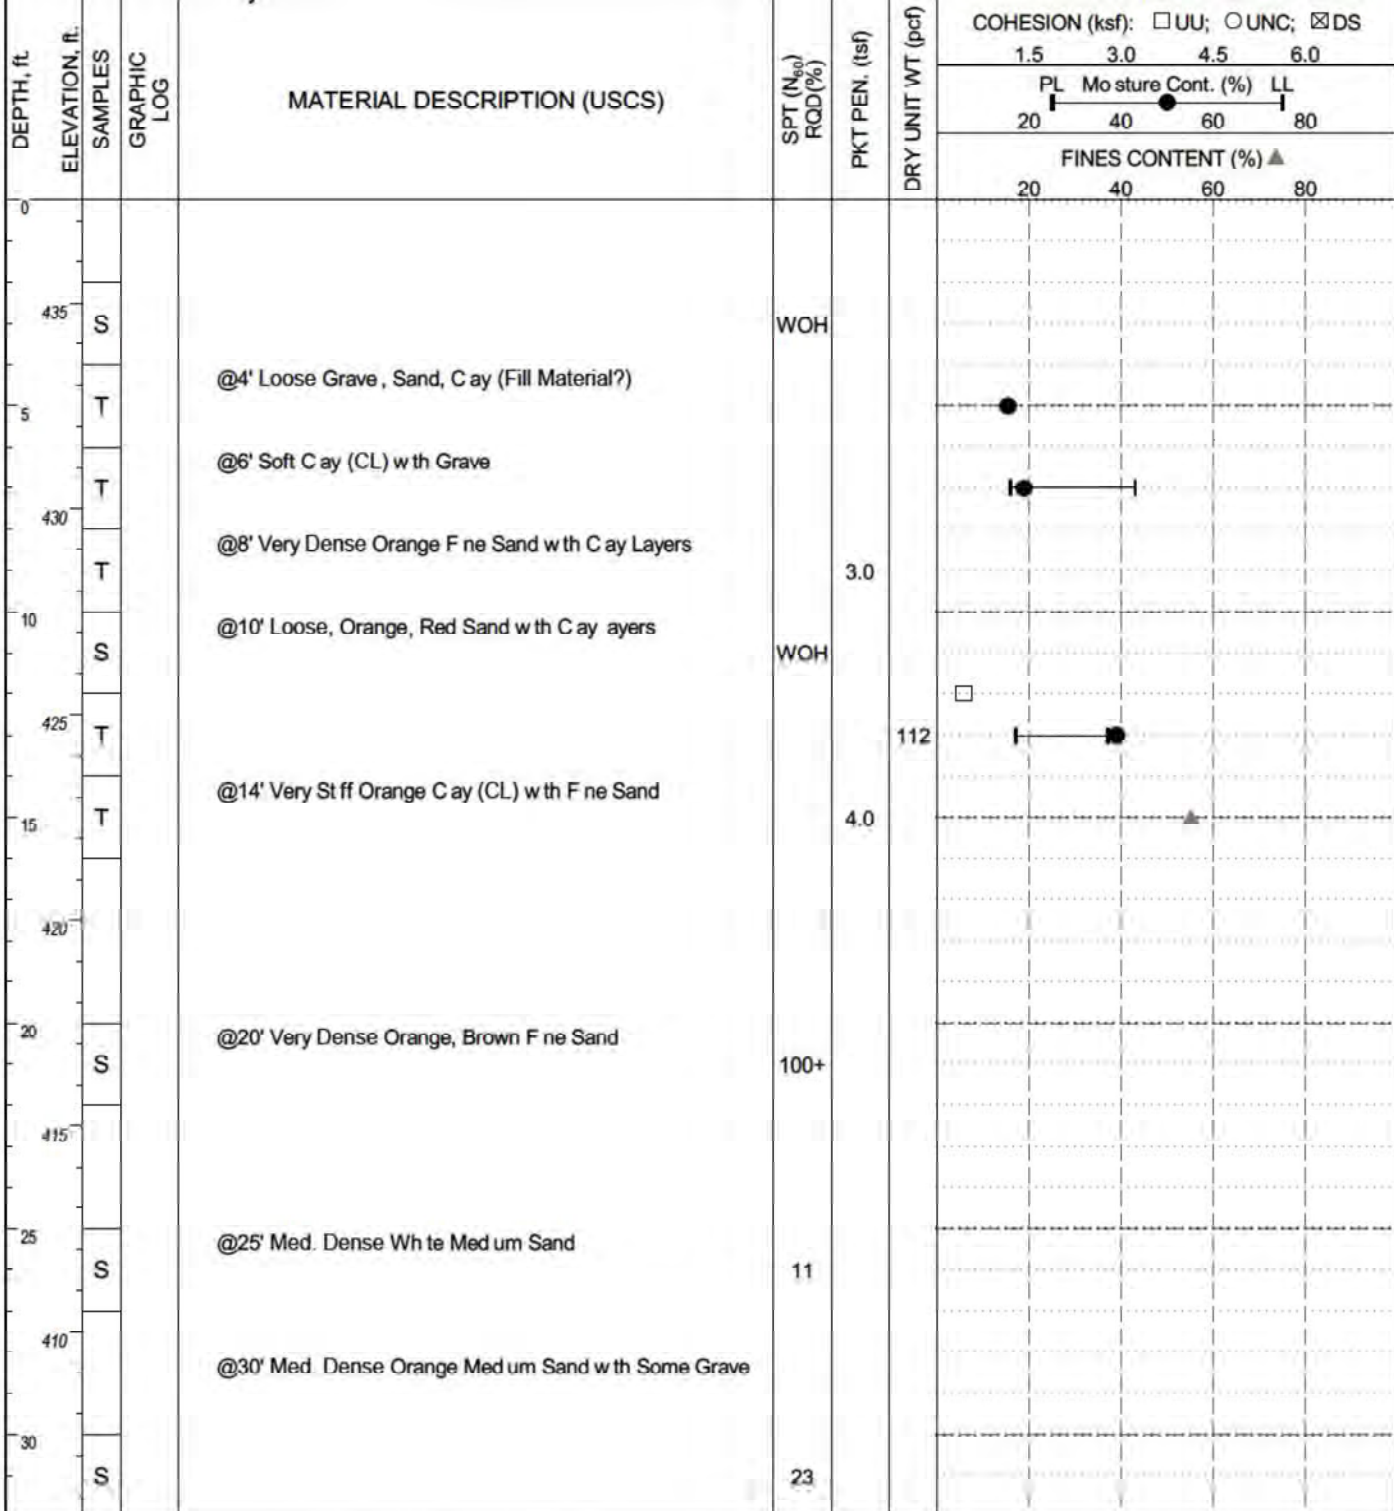 COHESION (ksf): UU; UNC; DS
1.5 3.0 4.5 6.0
DEPTH, ft.
ELEVATION, ft.
SAMPLES
GRAPHIC LOG
MATERIAL DESCRIPTION (USCS)
SPT (N60) RQD(%)
PKT PEN. (tsf)
DRY UNIT WT (pcf)
PL Mo sture Cont. (%) LL
20 40 60 80
FINES CONTENT (%)
20 40 60 80
0
435 S WOH
@4' Loose Grave , Sand, C ay (Fill Material?)
5 T
@6' Soft C ay (CL) w th Grave
T
430
@8' Very Dense Orange F ne Sand w th C ay Layers
T 3.0
10
@10' Loose, Orange, Red Sand w th C ay ayers
S WOH
425 T 112
@14' Very St ff Orange C ay (CL) w th F ne Sand
15 T 4.0
420
20
@20' Very Dense Orange, Brown F ne Sand
S 100+
415
25
@25' Med. Dense Wh te Med um Sand
S 11
410
@30' Med. Dense Orange Med um Sand w th Some Grave
30
S 23